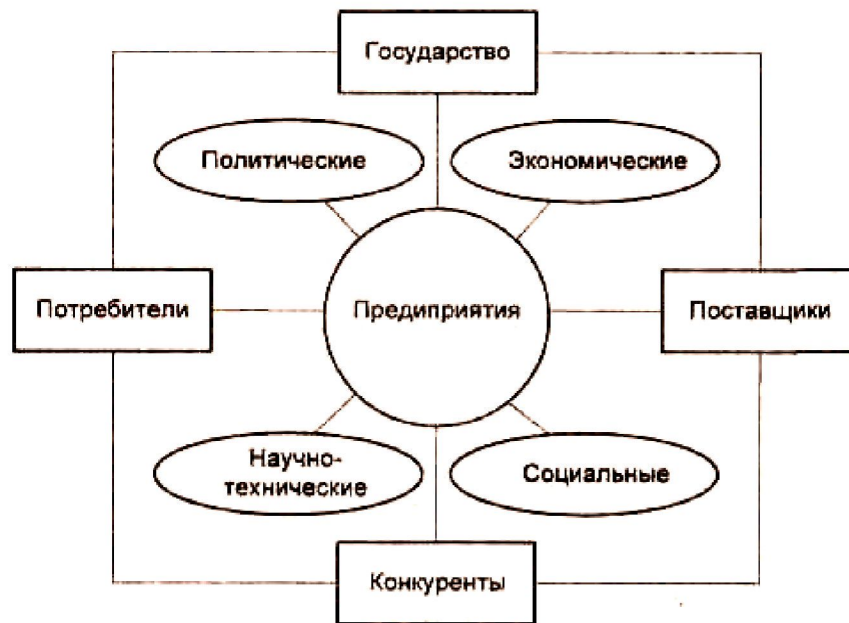 Государство
Политические
Экономические
Потребители
Предиприятия
Поставщики
Научно-
технические
Социальные
Конкуренты